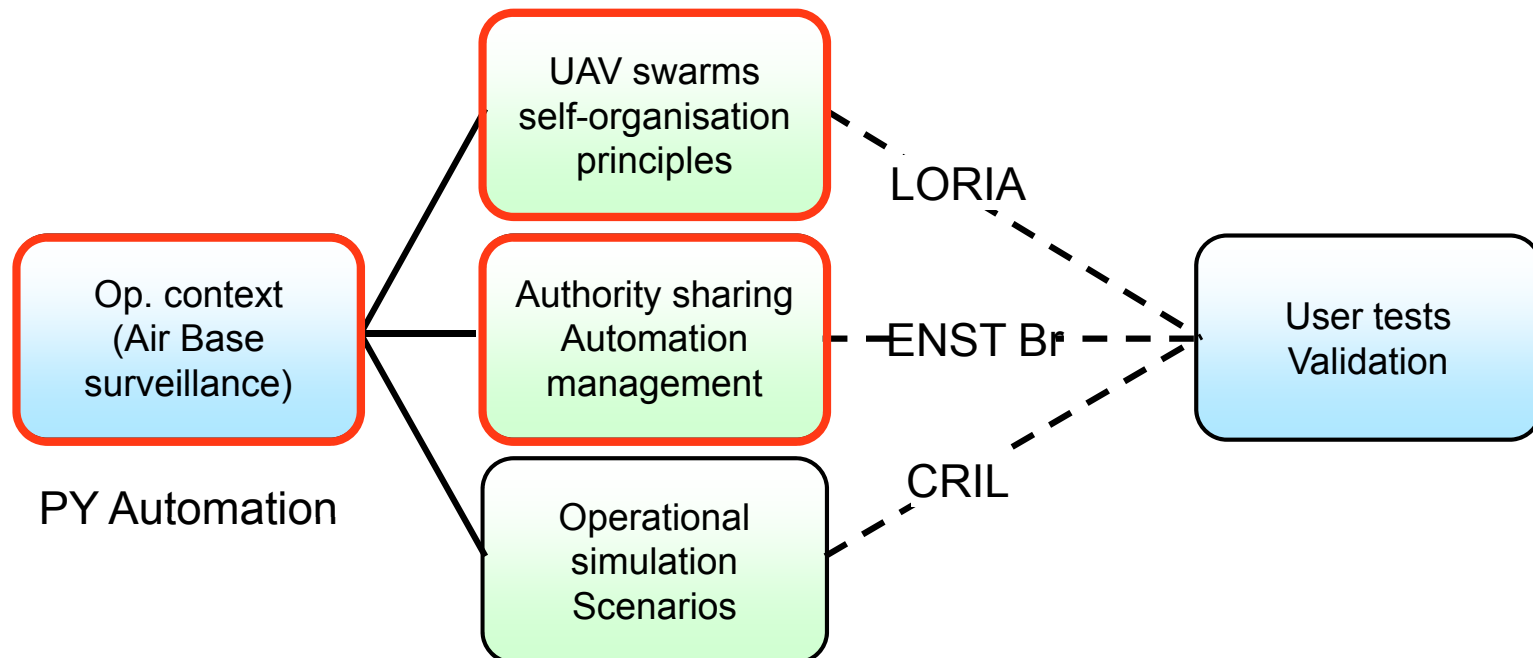 UAV swarms
self-organisation
principles
LORIA
Op. context
(Air Base
surveillance)
Authority sharing
Automation
management
ENST Br
User tests
Validation
PY Automation
CRIL
Operational
simulation
Scenarios